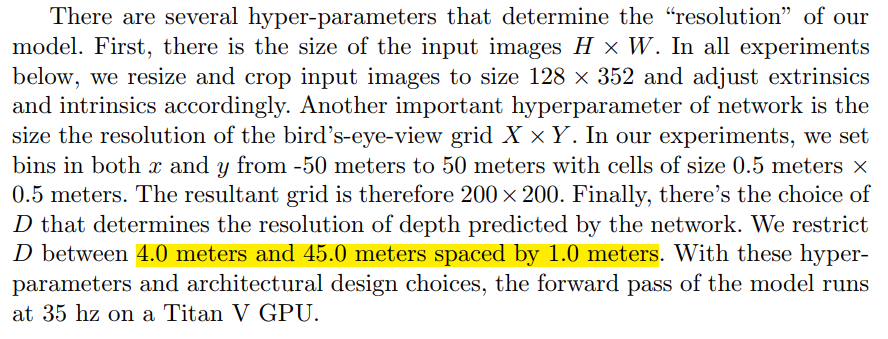 There are several hyper-parameters that determine the “resolution” of our
model. First, there is the size of the input images H × W. In all experiments
below, we resize and crop input images to size 128 × 352 and adjust extrinsics
and intrinsics accordingly. Another important hyperparameter of network is the
size the resolution of the bird’s-eye-view grid X × Y. In our experiments, we set
bins in both x and y from -50 meters to 50 meters with cells of size 0.5 meters ×
0.5 meters. The resultant grid is therefore 200 × 200. Finally, there’s the choice of
D that determines the resolution of depth predicted by the network. We restrict
D between 4.0 meters and 45.0 meters spaced by 1.0 meters. With these hyper-
parameters and architectural design choices, the forward pass of the model runs
at 35 hz on a Titan V GPU.